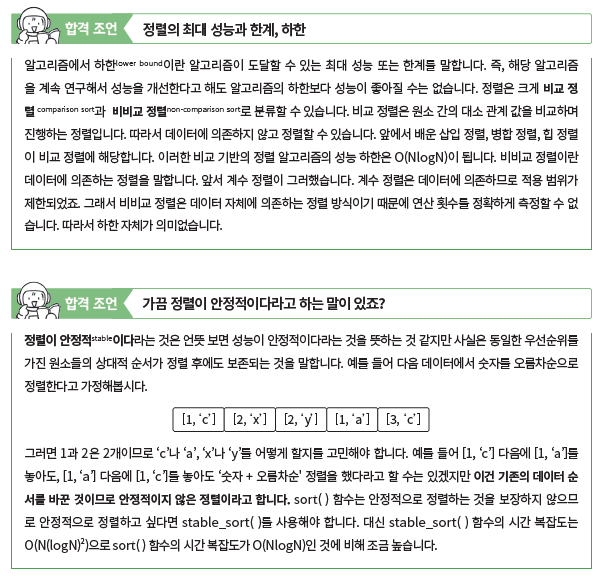 합격 조언 정렬의 최대 성능과 한계, 하한
알고리즘에서 하한lower bound이란 알고리즘이 도달할 수 있는 최대 성능 또는 한계를 말합니다. 즉, 해당 알고리즘
을 계속 연구해서 성능을 개선한다고 해도 알고리즘의 하한보다 성능이 좋아질 수는 없습니다. 정렬은 크게 비교 정
렬 comparison sort과 비비교 정렬non-comparison sort로 분류할 수 있습니다. 비교 정렬은 원소 간의 대소 관계 값을 비교하며
진행하는 정렬입니다. 따라서 데이터에 의존하지 않고 정렬할 수 있습니다. 앞에서 배운 삽입 정렬, 병합 정렬, 힙 정렬
이 비교 정렬에 해당합니다. 이러한 비교 기반의 정렬 알고리즘의 성능 하한은 O(NlogN)이 됩니다. 비비교 정렬이란
데이터에 의존하는 정렬을 말합니다. 앞서 계수 정렬이 그러했습니다. 계수 정렬은 데이터에 의존하므로 적용 범위가
제한되었죠. 그래서 비비교 정렬은 데이터 자체에 의존하는 정렬 방식이기 때문에 연산 횟수를 정확하게 측정할 수 없
습니다. 따라서 하한 자체가 의미없습니다.
합격 조언 가끔 정렬이 안정적이다라고 하는 말이 있죠?
정렬이 안정적stable이다라는 것은 언뜻 보면 성능이 안정적이다라는 것을 뜻하는 것 같지만 사실은 동일한 우선순위를
가진 원소들의 상대적 순서가 정렬 후에도 보존되는 것을 말합니다. 예를 들어 다음 데이터에서 숫자를 오름차순으로
정렬한다고 가정해봅시다.
[1, ‘c’] [2, ‘x’] [2, ‘y’] [1, ‘a’] [3, ‘c’]
그러면 1과 2은 2개이므로 ‘c’나 ‘a’, ‘x’나 ‘y’를 어떻게 할지를 고민해야 합니다. 예를 들어 [1, ‘c’] 다음에 [1, ‘a’]를
놓아도, [1, ‘a’] 다음에 [1, ‘c’]를 놓아도 ‘숫자 + 오름차순’ 정렬을 했다라고 할 수는 있겠지만 이건 기존의 데이터 순
서를 바꾼 것이므로 안정적이지 않은 정렬이라고 합니다. sort( ) 함수는 안정적으로 정렬하는 것을 보장하지 않으므
로 안정적으로 정렬하고 싶다면 stable_sort( )를 사용해야 합니다. 대신 stable_sort( ) 함수의 시간 복잡도는
O(N(logN)²)으로 sort( ) 함수의 시간 복잡도가 O(NlogN)인 것에 비해 조금 높습니다.